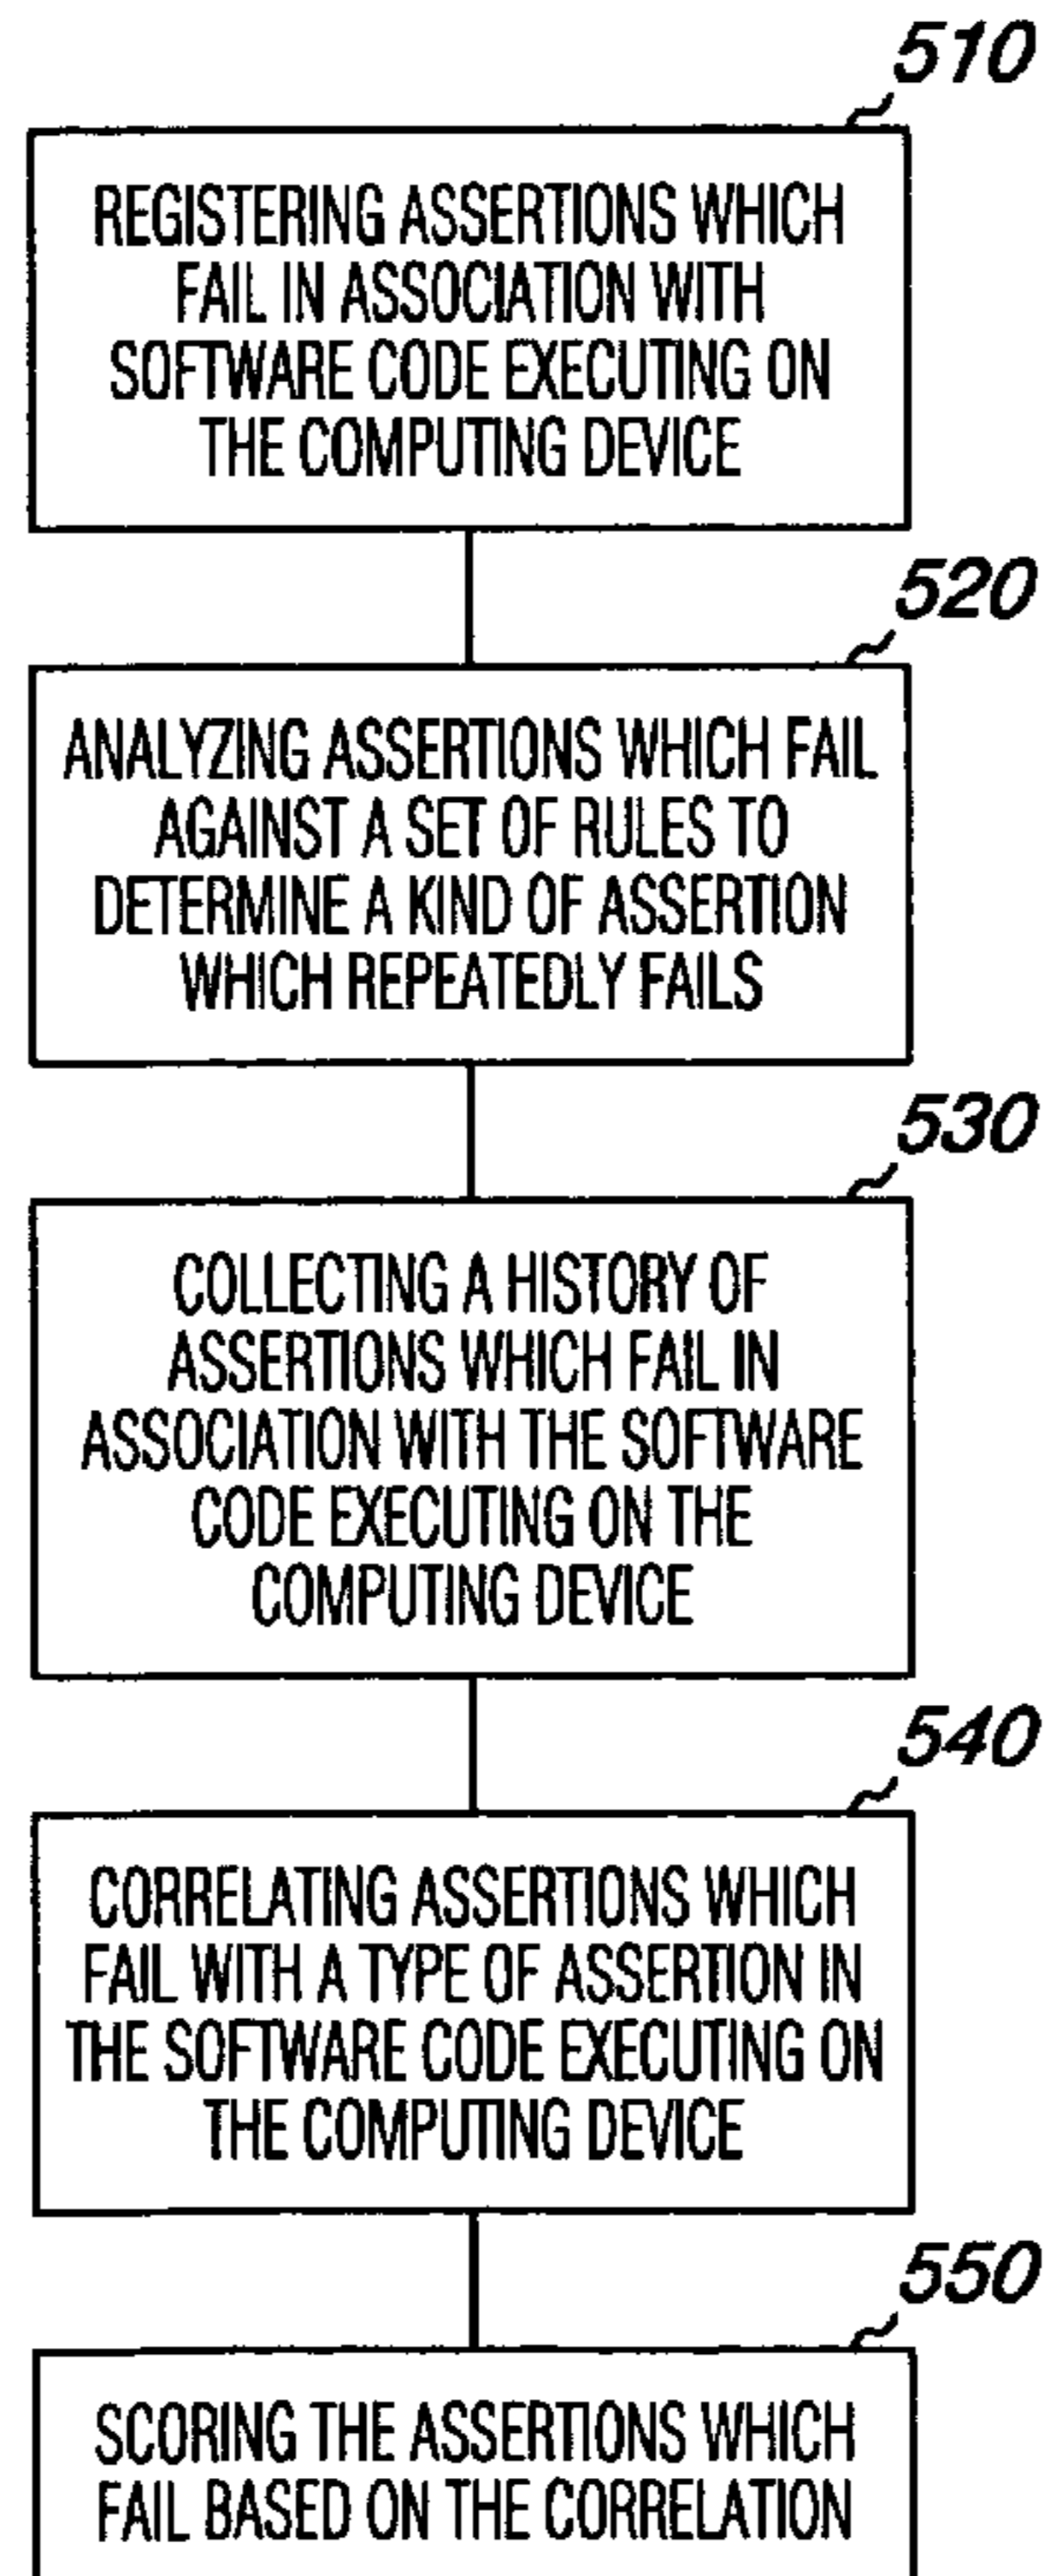 510
REGISTERING ASSERTIONS WHICH
FAIL IN ASSOCIATION WITH
SOFTWARE CODE EXECUTING ON
THE COMPUTING DEVICE
520
ANALYZING ASSERTIONS WHICH FAIL
AGAINST A SET OF RULES TO
DETERMINE A KIND OF ASSERTION
WHICH REPEATEDLY FAILS
530
COLLECTING A HISTORY OF
ASSERTIONS WHICH FAIL IN
ASSOCIATION WITH THE SOFTWARE
CODE EXECUTING ON THE
COMPUTING DEVICE
540
CORRELATING ASSERTIONS WHICH
FAIL WITH A TYPE OF ASSERTION IN
THE SOFTWARE CODE EXECUTING ON
THE COMPUTING DEVICE
550
SCORING THE ASSERTIONS WHICH
FAIL BASED ON THE CORRELATION